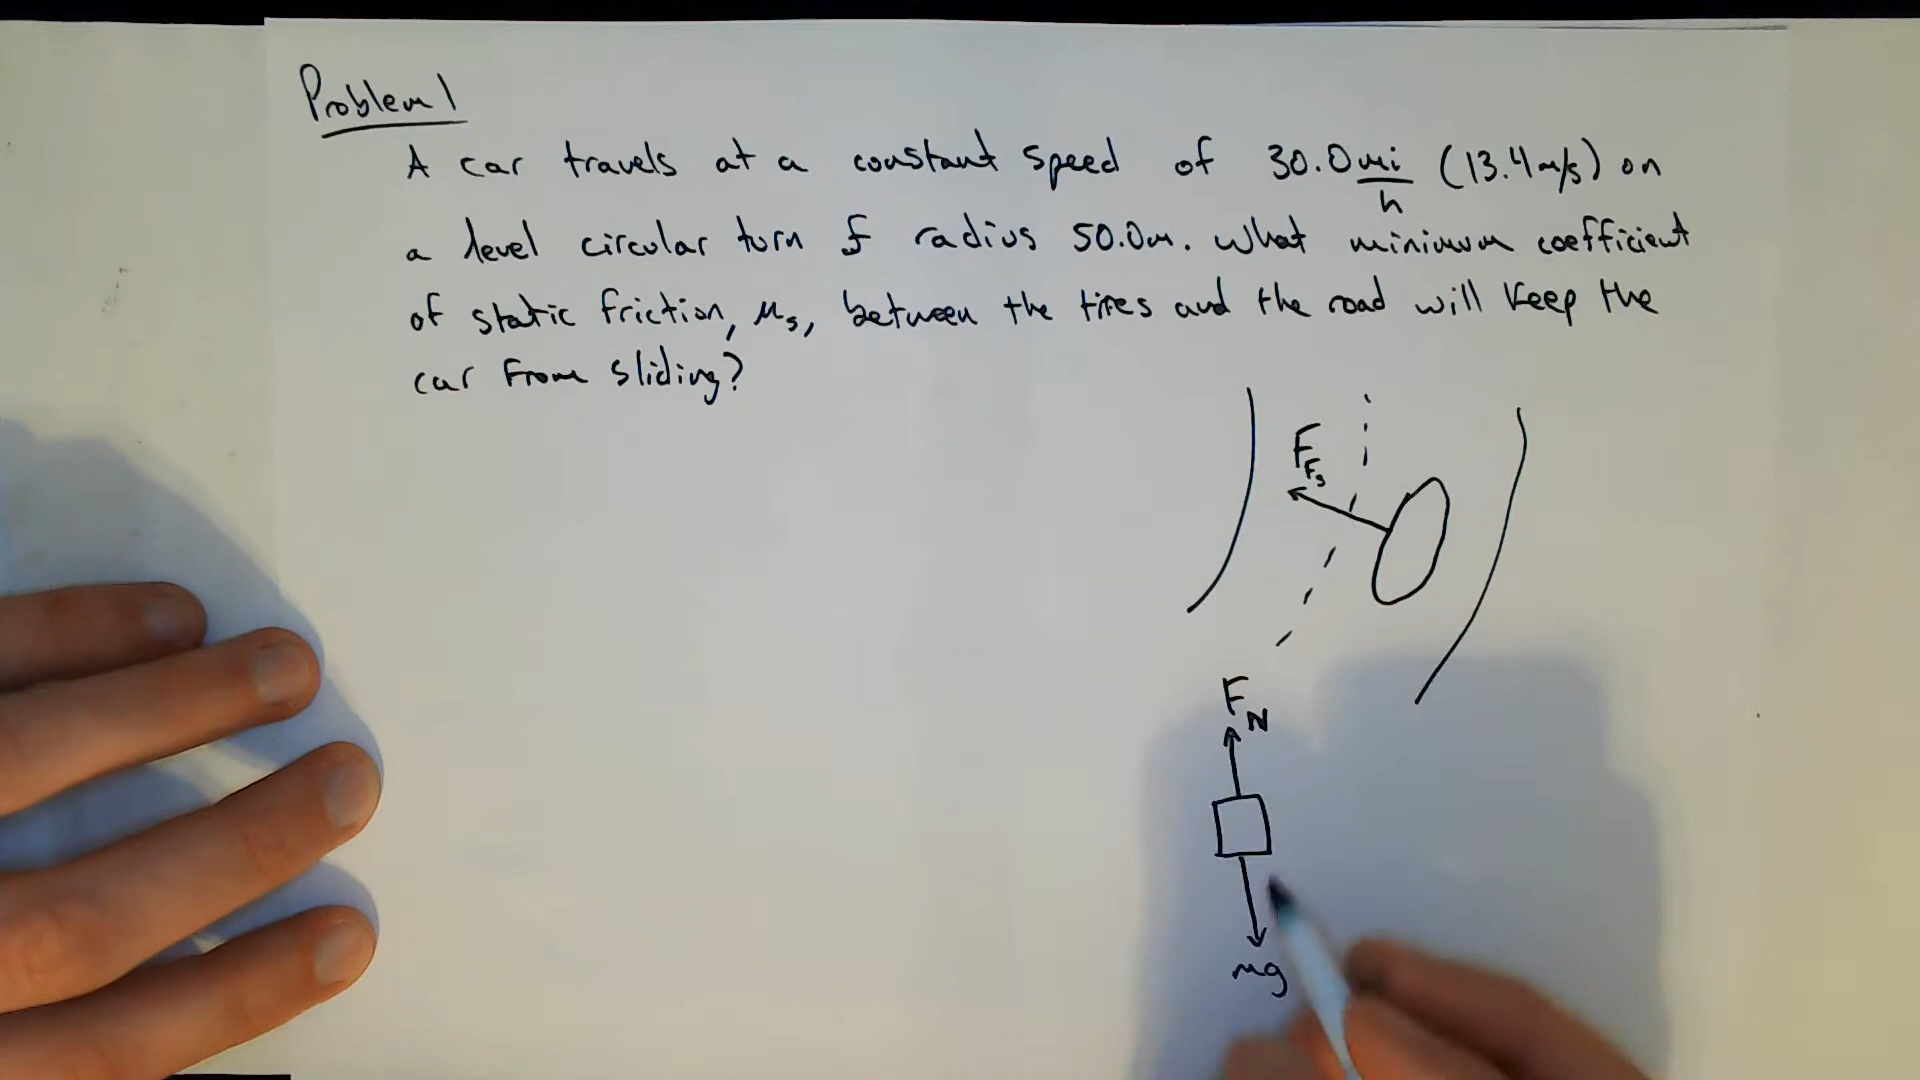 Problem 1
A car travels at a constant speed of 30.0 mi/h (13.4 m/s) on
a level circular turn of radius 50.0m. What minimum coefficient
of static friction, μs, between the tires and the road will keep the
car from sliding?
FFs
FN
mg